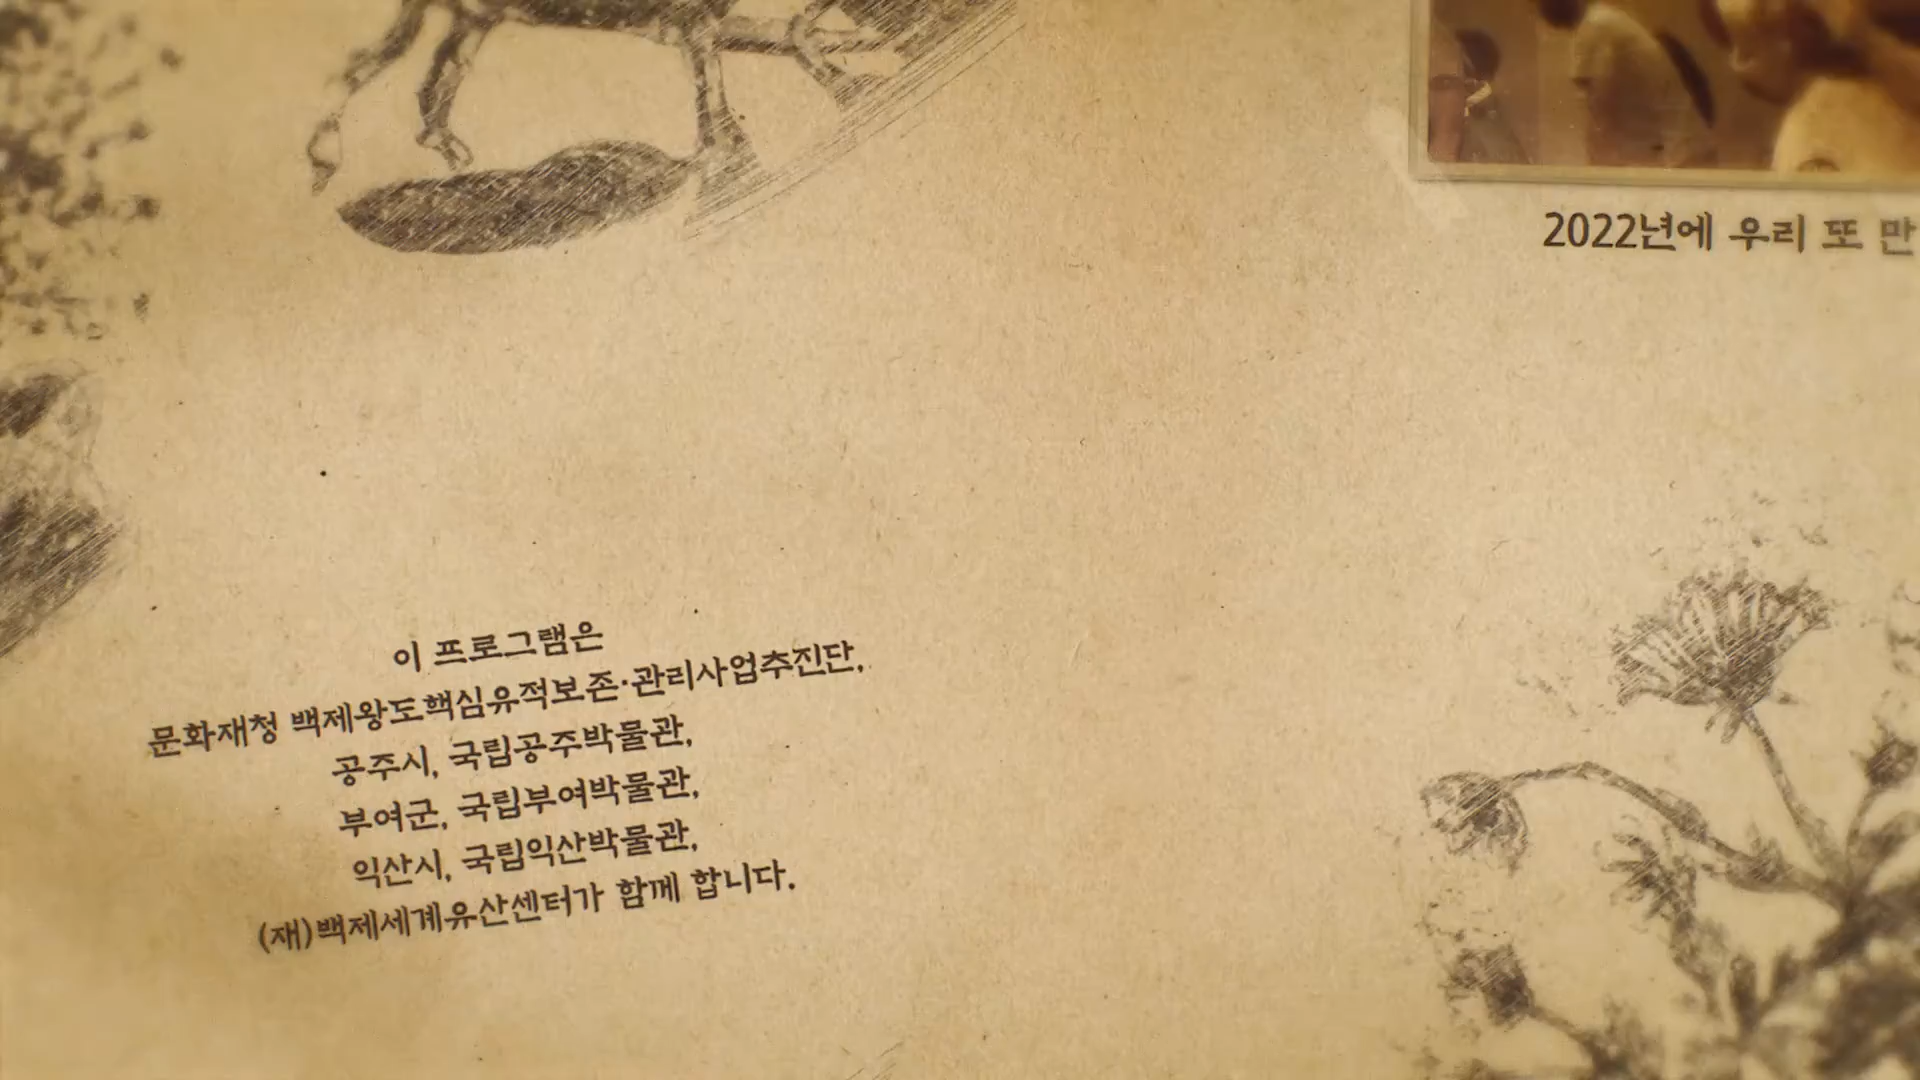 2022년에 우리 또 만
이 프로그램은
문화재청 백제왕도핵심유적보존·관리사업추진단,
공주시, 국립공주박물관,
부여군, 국립부여박물관,
익산시, 국립익산박물관,
(재)백제세계유산센터가 함께 합니다.